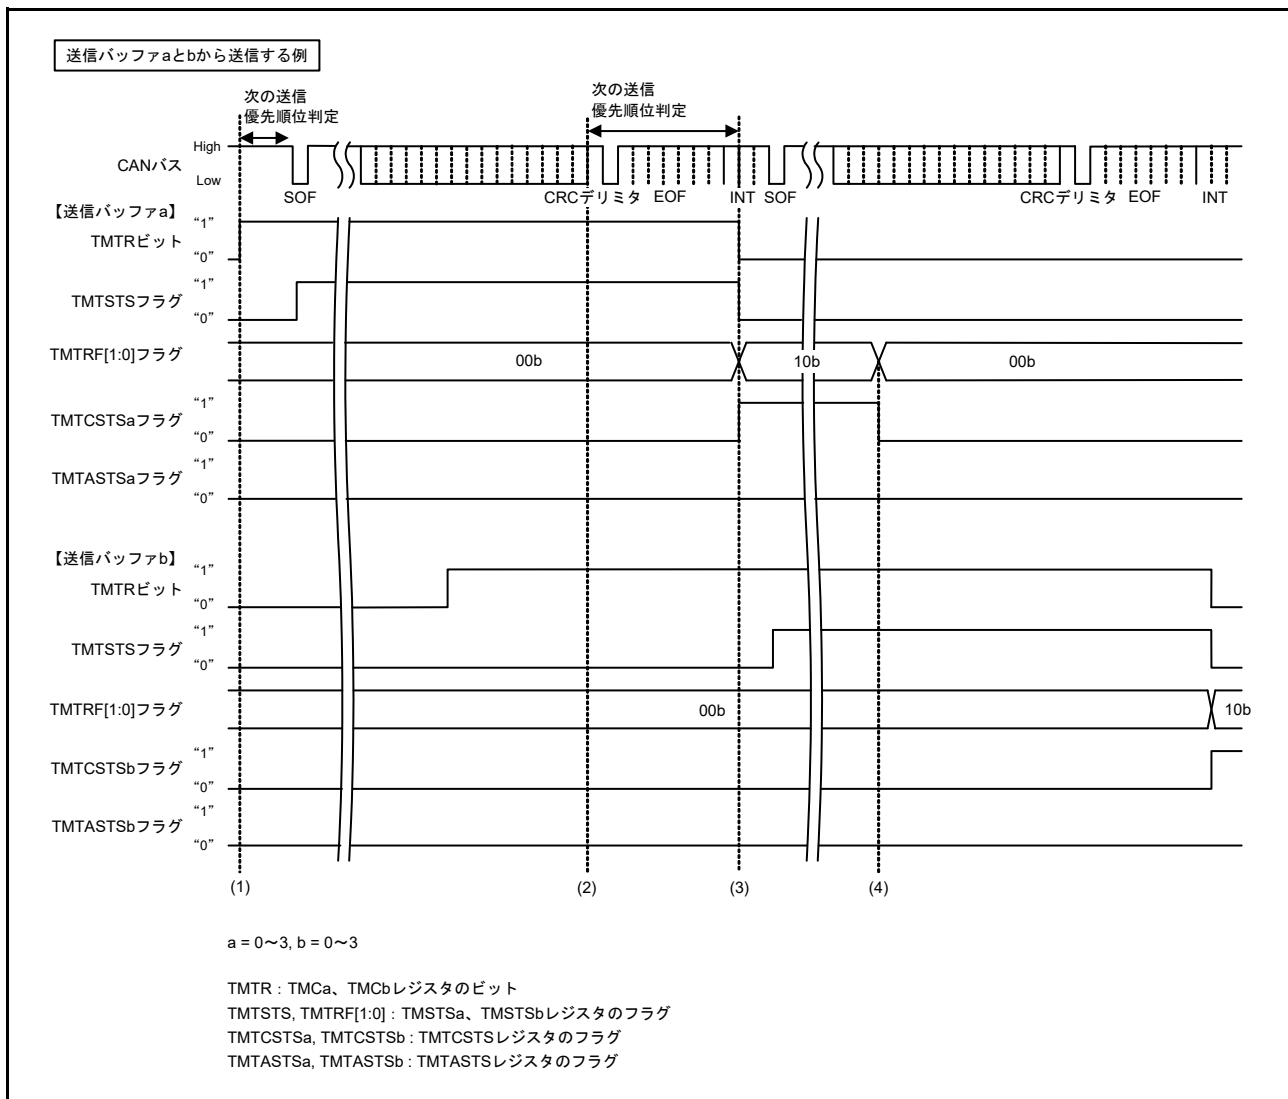 送信バッファaとbから送信する例
次の送信
優先順位判定
次の送信
優先順位判定
CANバス
High
Low
SOF
CRCデリミタ
EOF
INT
SOF
CRCデリミタ
EOF
INT
【送信バッファa】
TMTRビット
“1”
“0”
TMTSTSフラグ
“1”
“0”
TMTRF[1:0]フラグ
00b
10b
00b
TMTCSTSaフラグ
“1”
“0”
TMTASTSaフラグ
“1”
“0”
【送信バッファb】
TMTRビット
“1”
“0”
TMTSTSフラグ
“1”
“0”
TMTRF[1:0]フラグ
00b
10b
TMTCSTSbフラグ
“1”
“0”
TMTASTSbフラグ
“1”
“0”
(1)
(2)
(3)
(4)
a = 0～3, b = 0～3
TMTR : TMCa、TMCbレジスタのビット
TMTSTS, TMTRF[1:0] : TMSTSa、TMSTSbレジスタのフラグ
TMTCSTSa, TMTCSTSb : TMTCSTSレジスタのフラグ
TMTASTSa, TMTASTSb : TMTASTSレジスタのフラグ